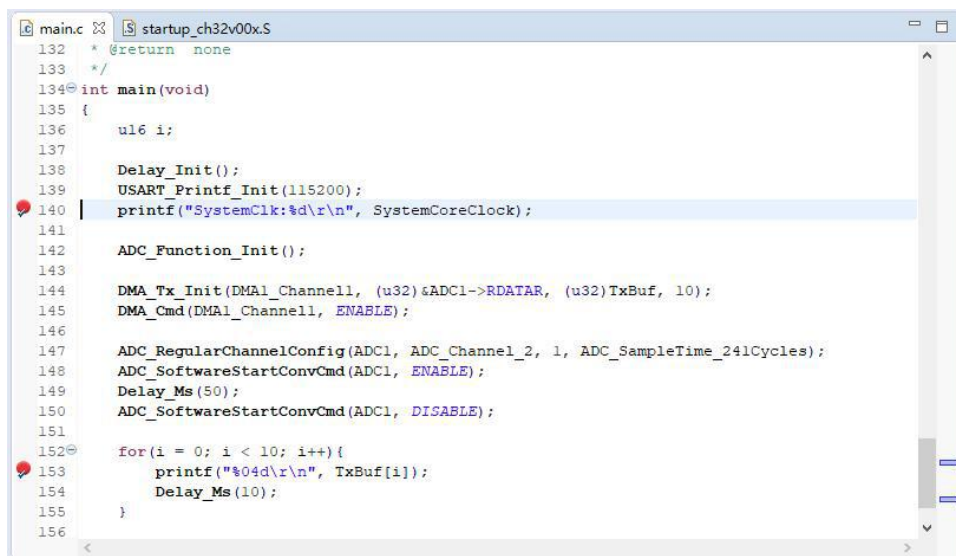 main.c startup_ch32v00x.S
132 * @return none
133 */
134 int main(void)
135 {
136 u16 i;
137
138 Delay_Init();
139 USART_Printf_Init(115200);
140 printf("SystemClk:%d\r\n", SystemCoreClock);
141
142 ADC_Function_Init();
143
144 DMA_Tx_Init(DMA1_Channel1, (u32)&ADC1->RDATAR, (u32)TxBuf, 10);
145 DMA_Cmd(DMA1_Channel1, ENABLE);
146
147 ADC_RegularChannelConfig(ADC1, ADC_Channel_2, 1, ADC_SampleTime_241Cycles);
148 ADC_SoftwareStartConvCmd(ADC1, ENABLE);
149 Delay_Ms(50);
150 ADC_SoftwareStartConvCmd(ADC1, DISABLE);
151
152 for(i = 0; i < 10; i++){
153 printf("%04d\r\n", TxBuf[i]);
154 Delay_Ms(10);
155 }
156